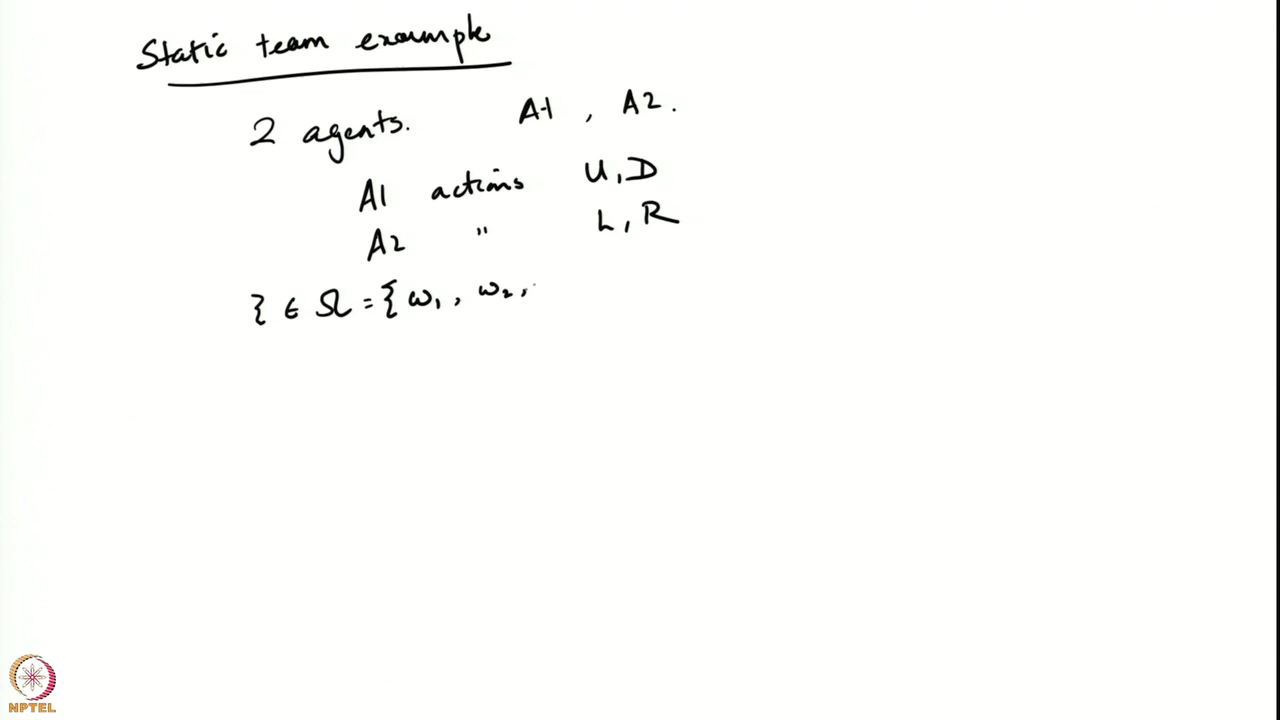 Static team example
2 agents. A1 , A2.
A1 actions U, D
A2 " L, R
ξ ∈ Ω = { ω₁ , ω₂ ,
NPTEL